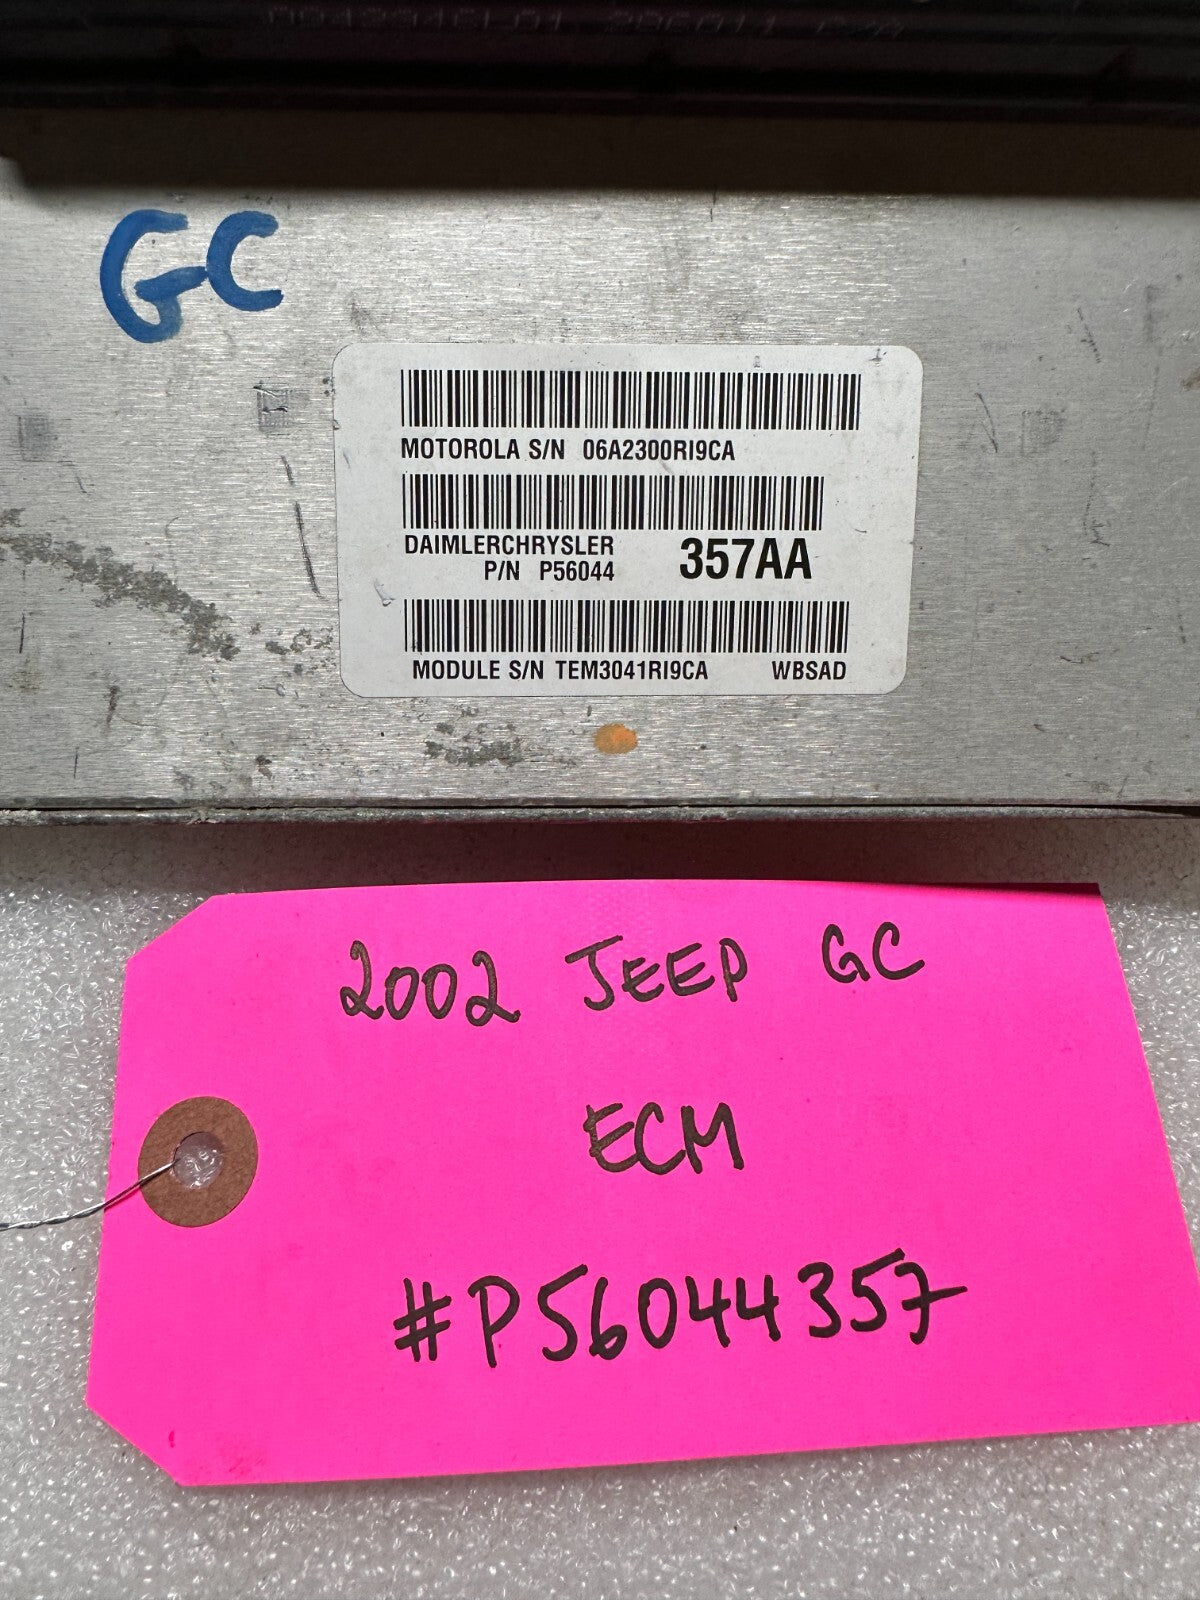 GC
MOTOROLA S/N 06A2300RI9CA
DAIMLERCHRYSLER
P/N P56044 357AA
MODULE S/N TEM3041RI9CA WBSAD
2002 JEEP GC
ECM
#P56044357